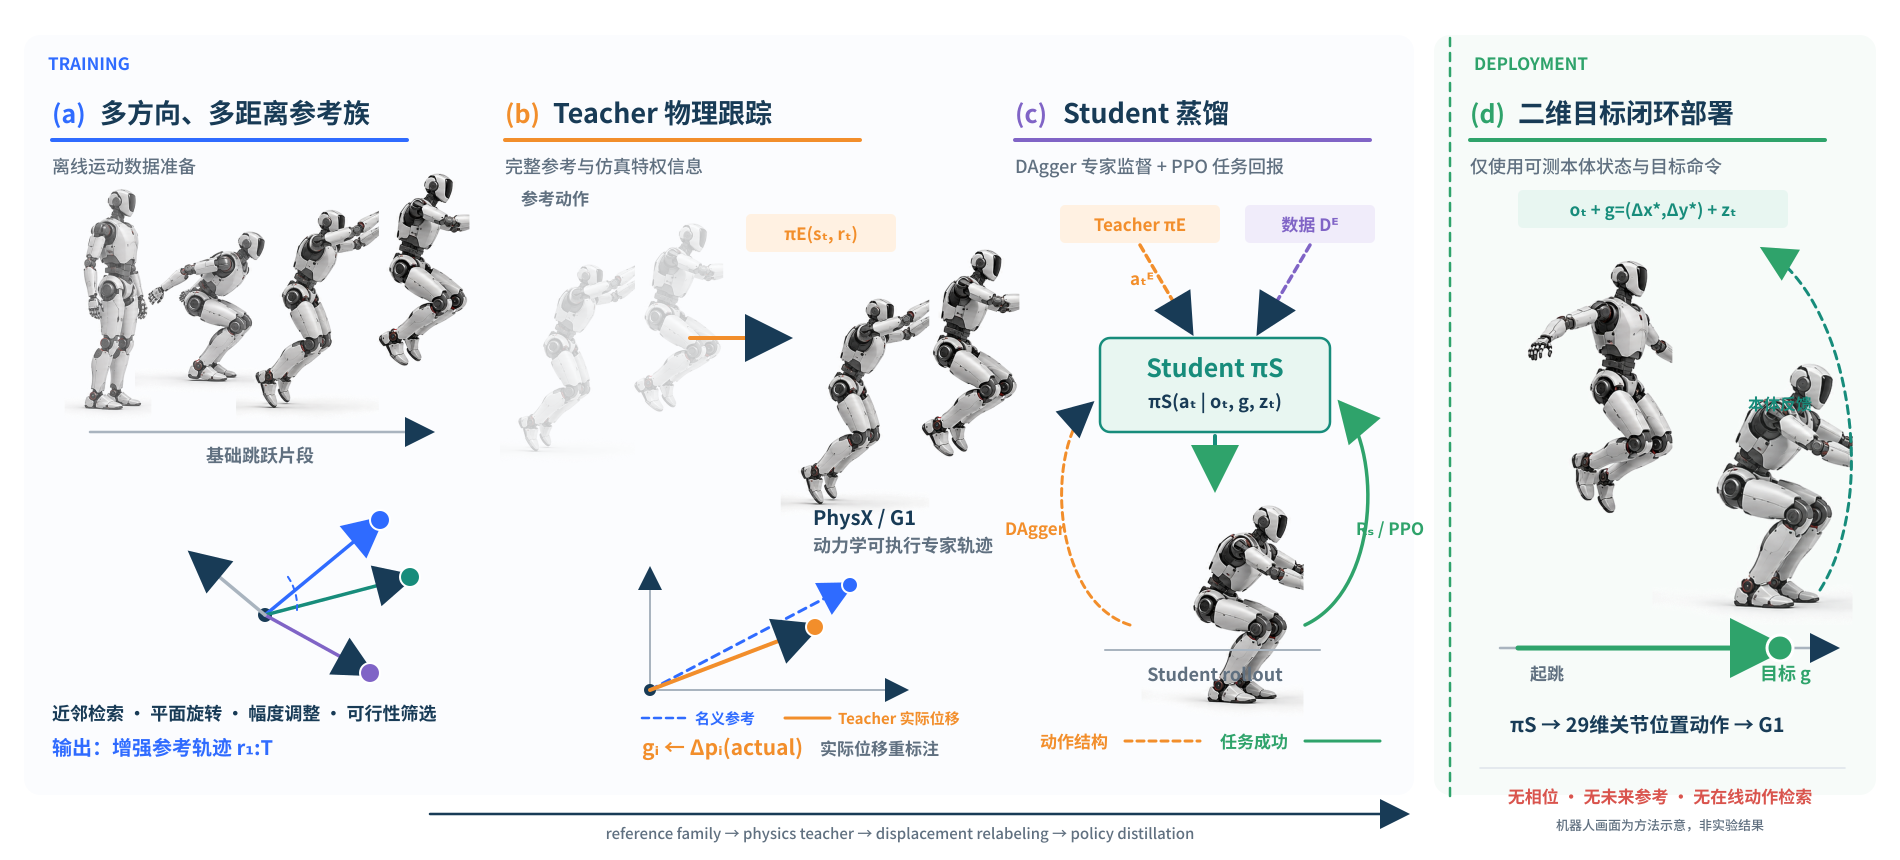 TRAINING
(a) 多方向、多距离参考族
离线运动数据准备
基础跳跃片段
近邻检索 · 平面旋转 · 幅度调整 · 可行性筛选
输出：增强参考轨迹 r₁:T
(b) Teacher 物理跟踪
完整参考与仿真特权信息
参考动作
πE(sₜ, rₜ)
PhysX / G1
动力学可执行专家轨迹
名义参考
Teacher 实际位移
gᵢ ← Δpᵢ(actual)
实际位移重标注
(c) Student 蒸馏
DAgger 专家监督 + PPO 任务回报
Teacher πE
数据 Dᴱ
aₜᴱ
Student πS
πS(aₜ | oₜ, g, zₜ)
DAgger
Rₛ / PPO
Student rollout
动作结构
任务成功
reference family → physics teacher → displacement relabeling → policy distillation
DEPLOYMENT
(d) 二维目标闭环部署
仅使用可测本体状态与目标命令
oₜ + g=(Δx*,Δy*) + zₜ
本体反馈
起跳
目标 g
πS → 29维关节位置动作 → G1
无相位 · 无未来参考 · 无在线动作检索
机器人画面为方法示意，非实验结果